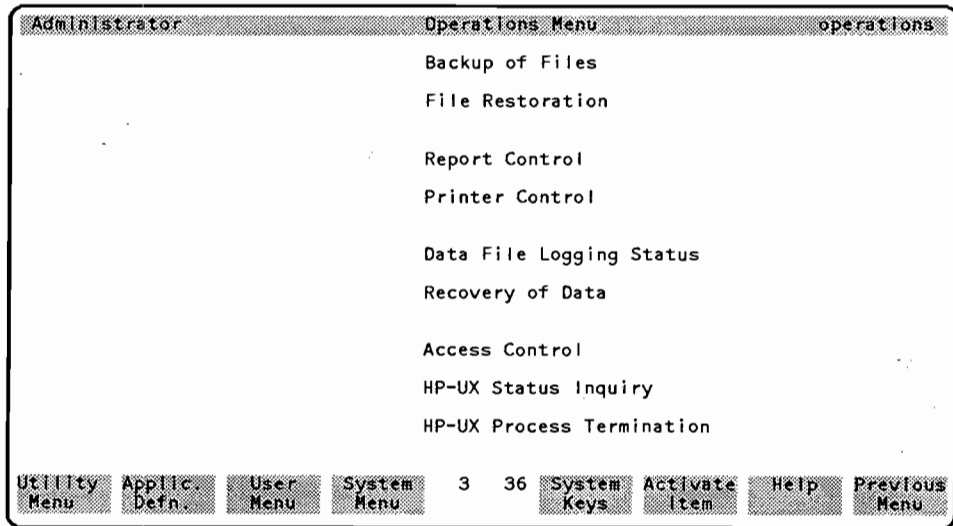 Administrator Operations Menu operations
Backup of Files
File Restoration
Report Control
Printer Control
Data File Logging Status
Recovery of Data
Access Control
HP-UX Status Inquiry
HP-UX Process Termination
Utility Applic. User System 3 36 System Activate Help Previous
Menu Defn. Menu Menu Keys Item Menu